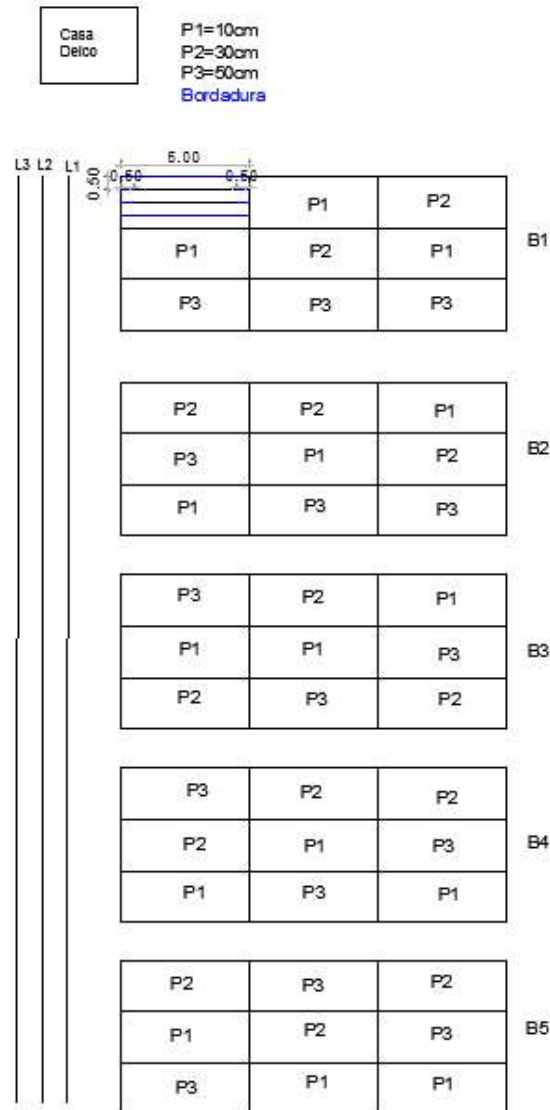 Casa
Delco
P1=10cm
P2=30cm
P3=50cm
Bordadura
L3 L2 L1
5.00
0.50
0.50 0.50
P1 P2
B1
P1 P2 P1
P3 P3 P3
P2 P2 P1
B2
P3 P1 P2
P1 P3 P3
P3 P2 P1
B3
P1 P1 P3
P2 P3 P2
P3 P2 P2
B4
P2 P1 P3
P1 P3 P1
P2 P3 P2
B5
P1 P2 P3
P3 P1 P1